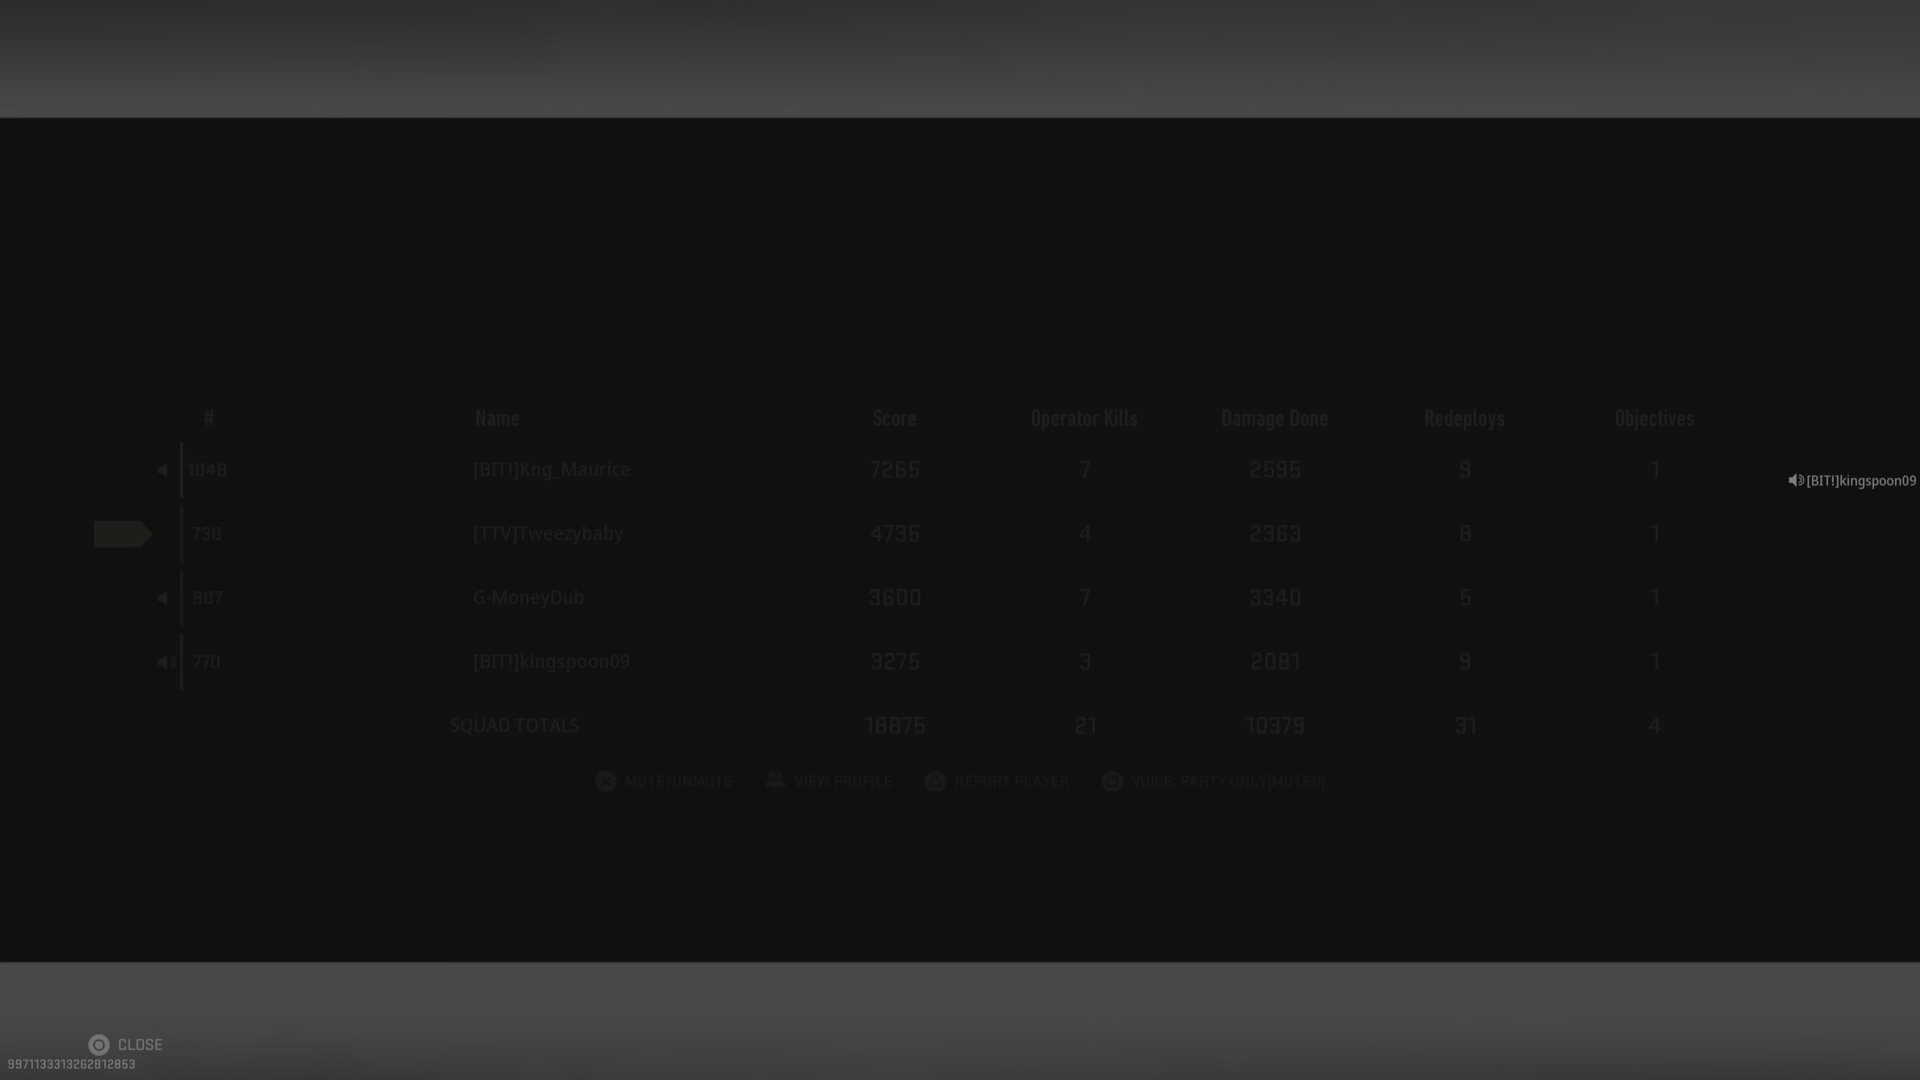 # Name Score Operator Kills Damage Done Redeploys Objectives
1048 [BIT!]Kng_Maurice 7265 7 2595 9 1
[BIT!]kingspoon09
730 [TTV]Tweezybaby 4735 4 2363 8 1
907 G-MoneyDub 3600 7 3340 5 1
770 [BIT!]kingspoon09 3275 3 2081 9 1
SQUAD TOTALS 18875 21 10379 31 4
MUTE/UNMUTE VIEW PROFILE REPORT PLAYER VOICE: PARTY ONLY[MUTED]
CLOSE
9971133313262812853